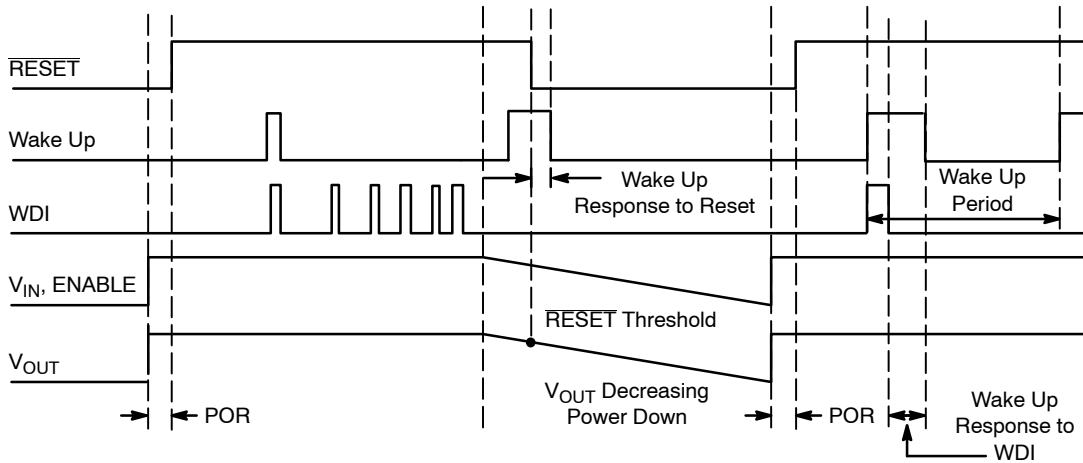 RESET
Wake Up
Wake Up
Response to Reset
Wake Up
Period
WDI
V_IN, ENABLE
RESET Threshold
V_OUT
V_OUT Decreasing
Power Down
POR
POR
Wake Up
Response to
WDI